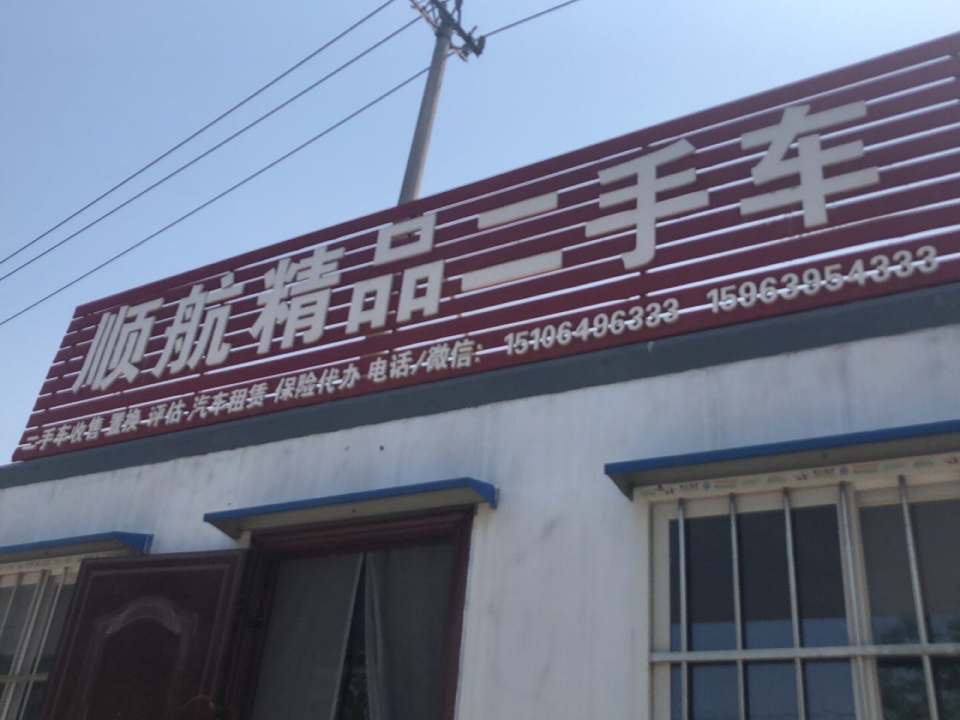 顺航精品二手车
二手车收售 置换 评估 汽车租赁 保险代办 电话/微信：15106496333 15963954333